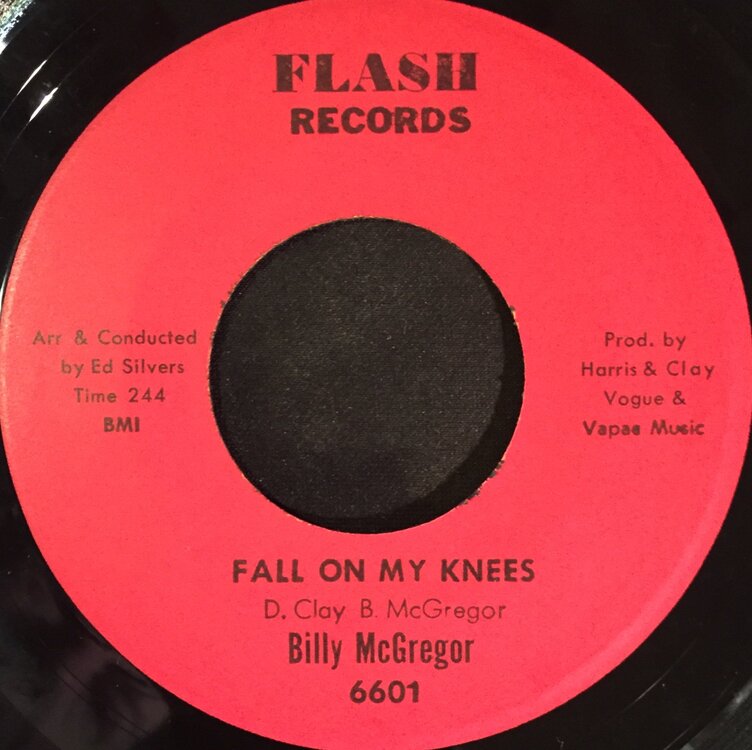 FLASH
RECORDS
Arr & Conducted
by Ed Silvers
Time 244
BMI
Prod. by
Harris & Clay
Vogue &
Vapae Music
FALL ON MY KNEES
D. Clay B. McGregor
Billy McGregor
6601